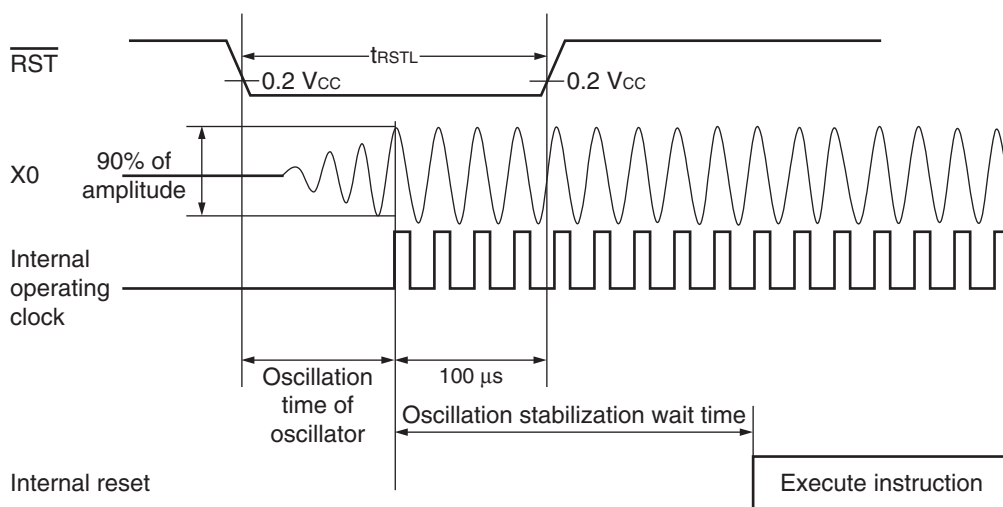 RST
tRSTL
0.2 VCC
0.2 VCC
X0
90% of
amplitude
Internal
operating
clock
Oscillation
time of
oscillator
100 μs
Oscillation stabilization wait time
Internal reset
Execute instruction